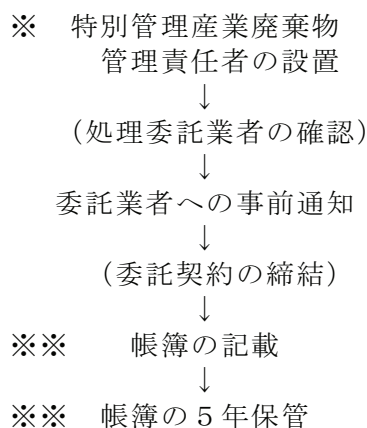 ※　特別管理産業廃棄物
管理責任者の設置
↓
（処理委託業者の確認）
↓
委託業者への事前通知
↓
（委託契約の締結）
↓
※※　帳簿の記載
↓
※※　帳簿の５年保管